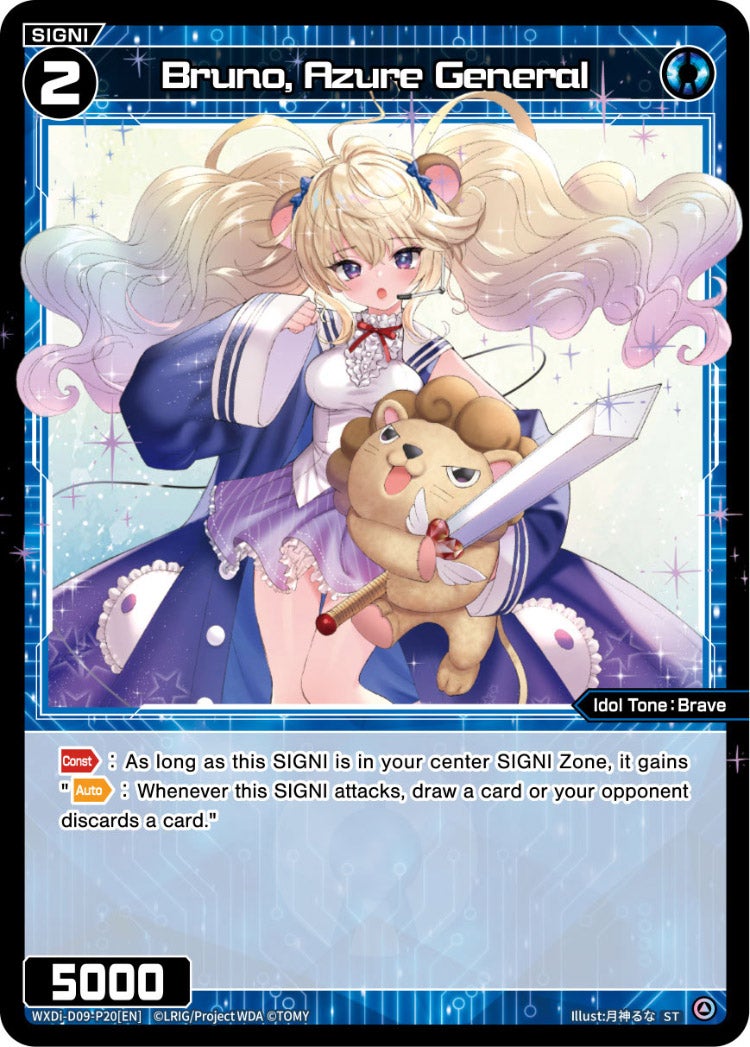 SIGNI
2
Bruno, Azure General
Idol Tone:Brave
Const : As long as this SIGNI is in your center SIGNI Zone, it gains
"Auto : Whenever this SIGNI attacks, draw a card or your opponent
discards a card."
5000
WXDi-D09-P20[EN] ©LRIG/Project WDA ©TOMY
Illust:月神るな ST